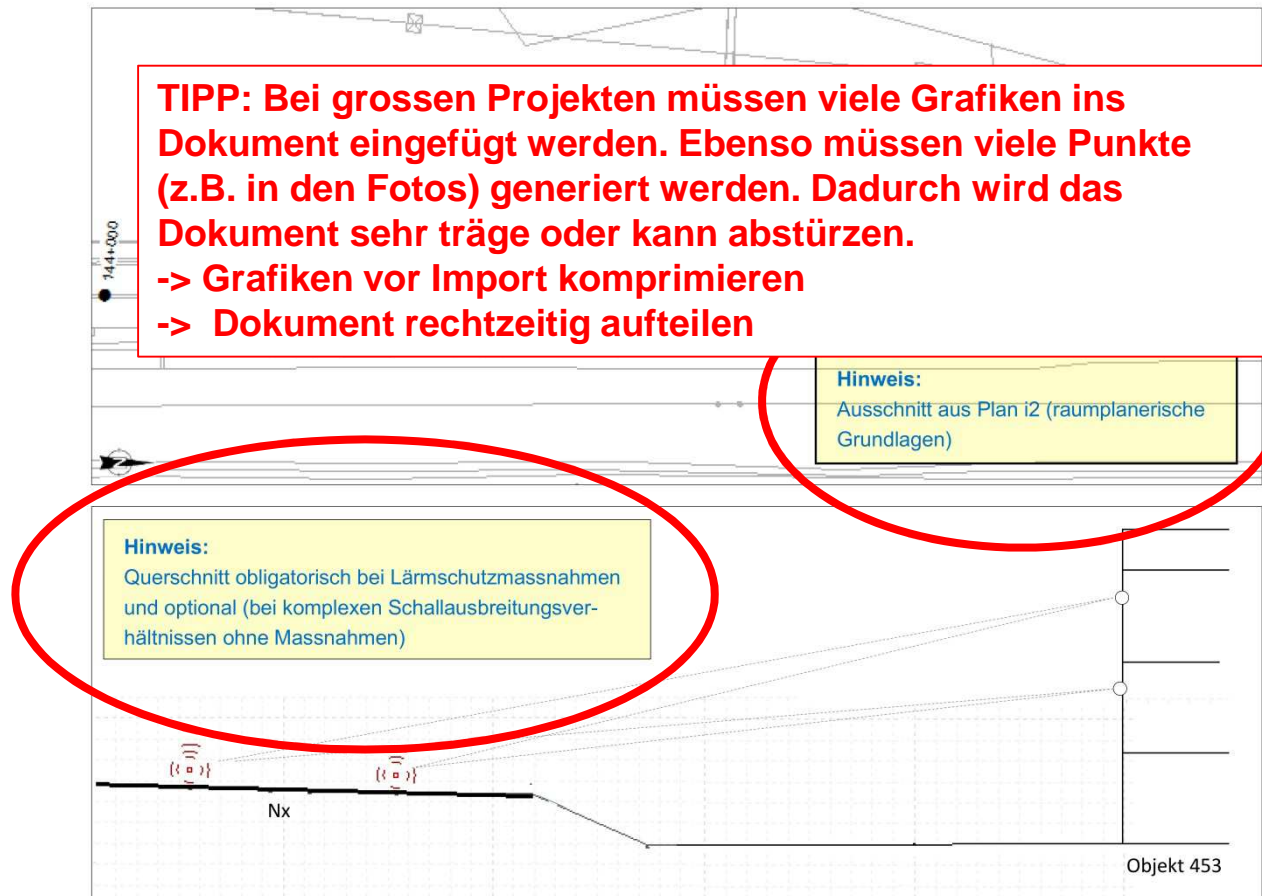 TIPP: Bei grossen Projekten müssen viele Grafiken ins
Dokument eingefügt werden. Ebenso müssen viele Punkte
(z.B. in den Fotos) generiert werden. Dadurch wird das
Dokument sehr träge oder kann abstürzen.
-> Grafiken vor Import komprimieren
-> Dokument rechtzeitig aufteilen
144+000
Hinweis:
Ausschnitt aus Plan i2 (raumplanerische
Grundlagen)
N
Hinweis:
Querschnitt obligatorisch bei Lärmschutzmassnahmen
und optional (bei komplexen Schallausbreitungsver-
hältnissen ohne Massnahmen)
Nx
Objekt 453